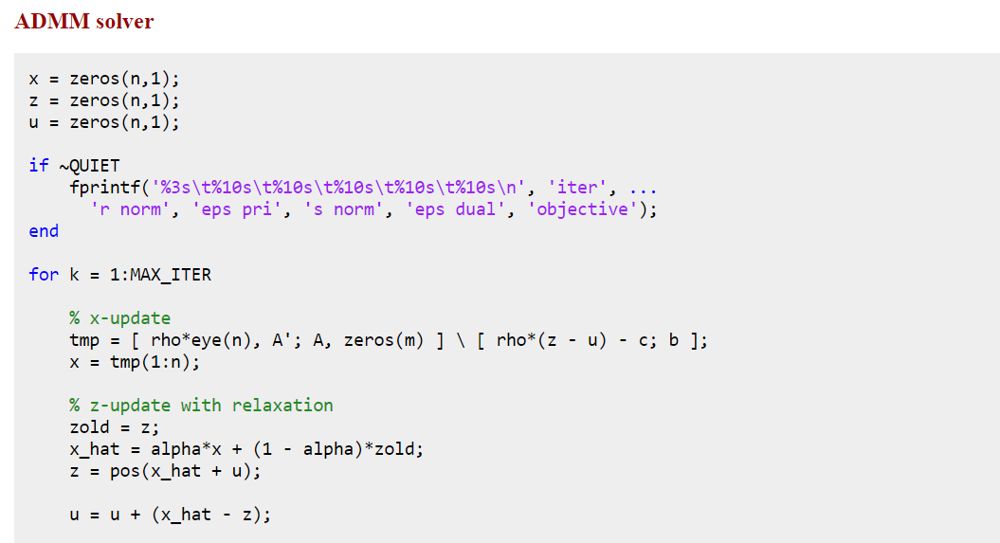 ADMM solver
x = zeros(n,1);
z = zeros(n,1);
u = zeros(n,1);
if ~QUIET
fprintf('%3s\t%10s\t%10s\t%10s\t%10s\t%10s\n', 'iter', ...
'r norm', 'eps pri', 's norm', 'eps dual', 'objective');
end
for k = 1:MAX_ITER
% x-update
tmp = [ rho*eye(n), A'; A, zeros(m) ] \ [ rho*(z - u) - c; b ];
x = tmp(1:n);
% z-update with relaxation
zold = z;
x_hat = alpha*x + (1 - alpha)*zold;
z = pos(x_hat + u);
u = u + (x_hat - z);